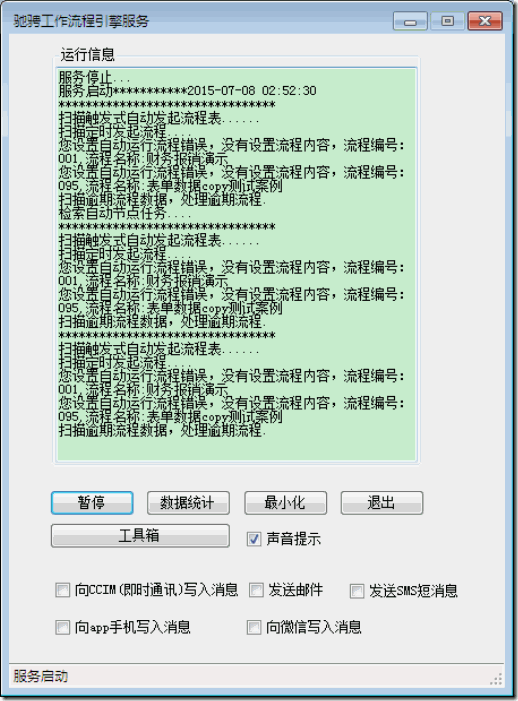 驰骋工作流程引擎服务
运行信息
服务停止...
服务启动***********2015-07-08 02:52:30
********************************
扫描触发式自动发起流程表......
扫描定时发起流程....
您设置自动运行流程错误，没有设置流程内容，流程编号：
001,流程名称:财务报销演示
您设置自动运行流程错误，没有设置流程内容，流程编号：
095,流程名称:表单数据copy测试案例
扫描逾期流程数据，处理逾期流程.
检索自动节点任务....
********************************
扫描触发式自动发起流程表......
扫描定时发起流程....
您设置自动运行流程错误，没有设置流程内容，流程编号：
001,流程名称:财务报销演示
您设置自动运行流程错误，没有设置流程内容，流程编号：
095,流程名称:表单数据copy测试案例
扫描逾期流程数据，处理逾期流程.
********************************
扫描触发式自动发起流程表......
扫描定时发起流程....
您设置自动运行流程错误，没有设置流程内容，流程编号：
001,流程名称:财务报销演示
您设置自动运行流程错误，没有设置流程内容，流程编号：
095,流程名称:表单数据copy测试案例
扫描逾期流程数据，处理逾期流程.
暂停 数据统计 最小化 退出
工具箱 声音提示
向CCIM(即时通讯)写入消息 发送邮件 发送SMS短消息
向app手机写入消息 向微信写入消息
服务启动